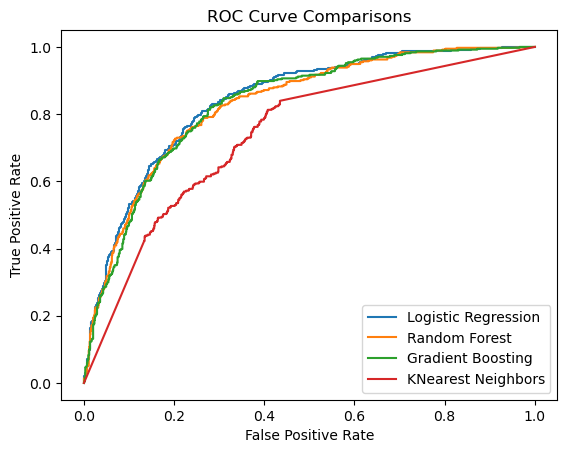 ROC Curve Comparisons
True Positive Rate
1.0
0.8
0.6
0.4
0.2
0.0
Logistic Regression
Random Forest
Gradient Boosting
KNearest Neighbors
0.0 0.2 0.4 0.6 0.8 1.0
False Positive Rate